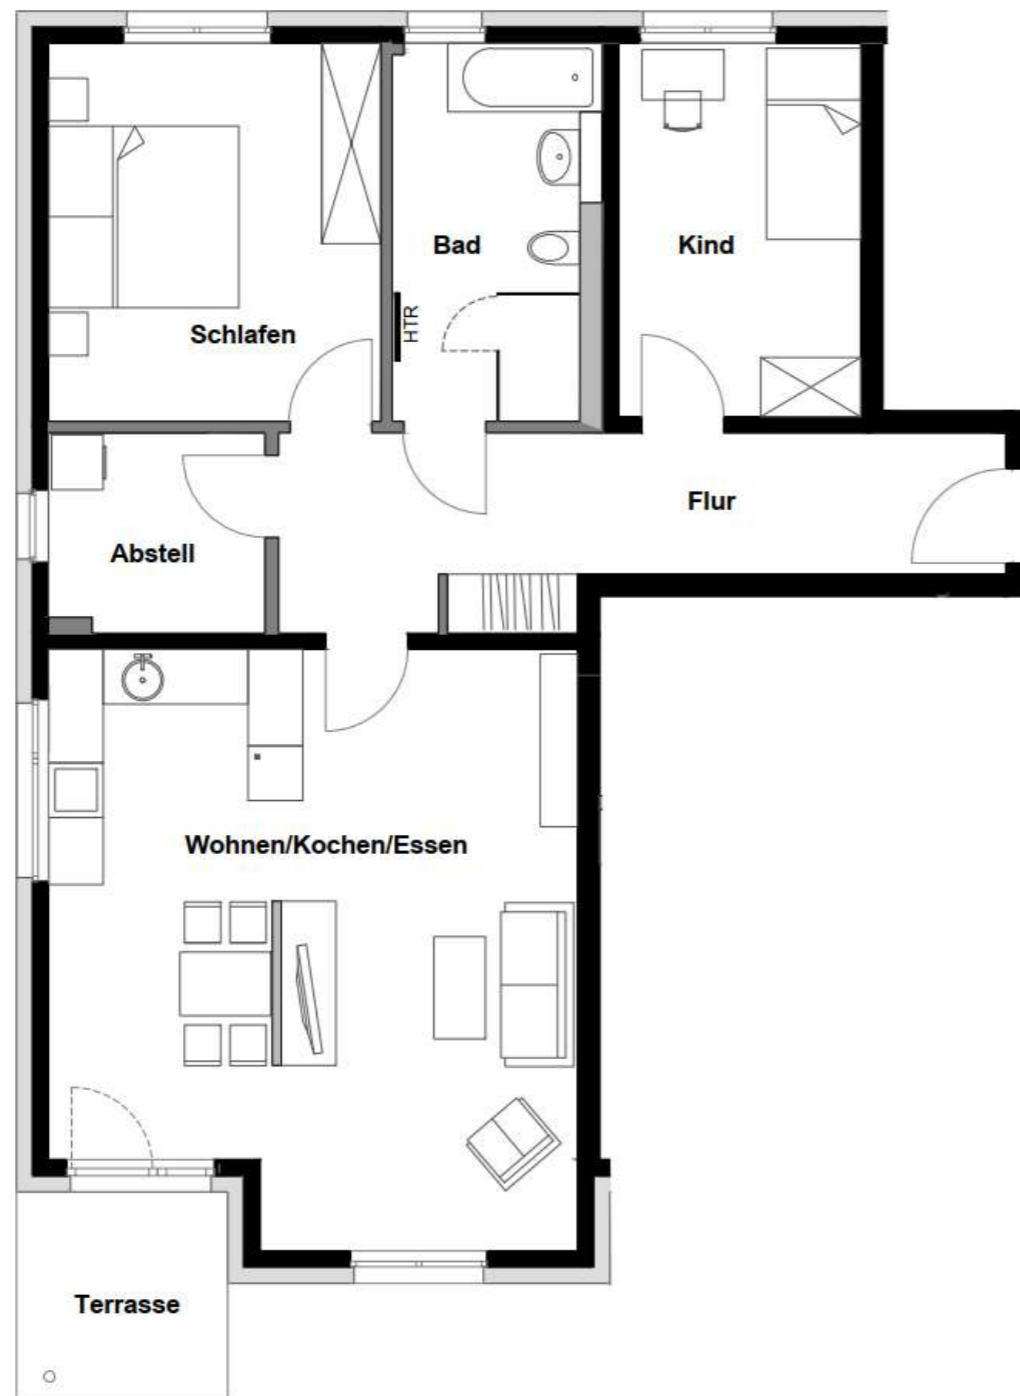 Bad
Kind
HTR
Schlafen
Flur
Abstell
Wohnen/Kochen/Essen
Terrasse